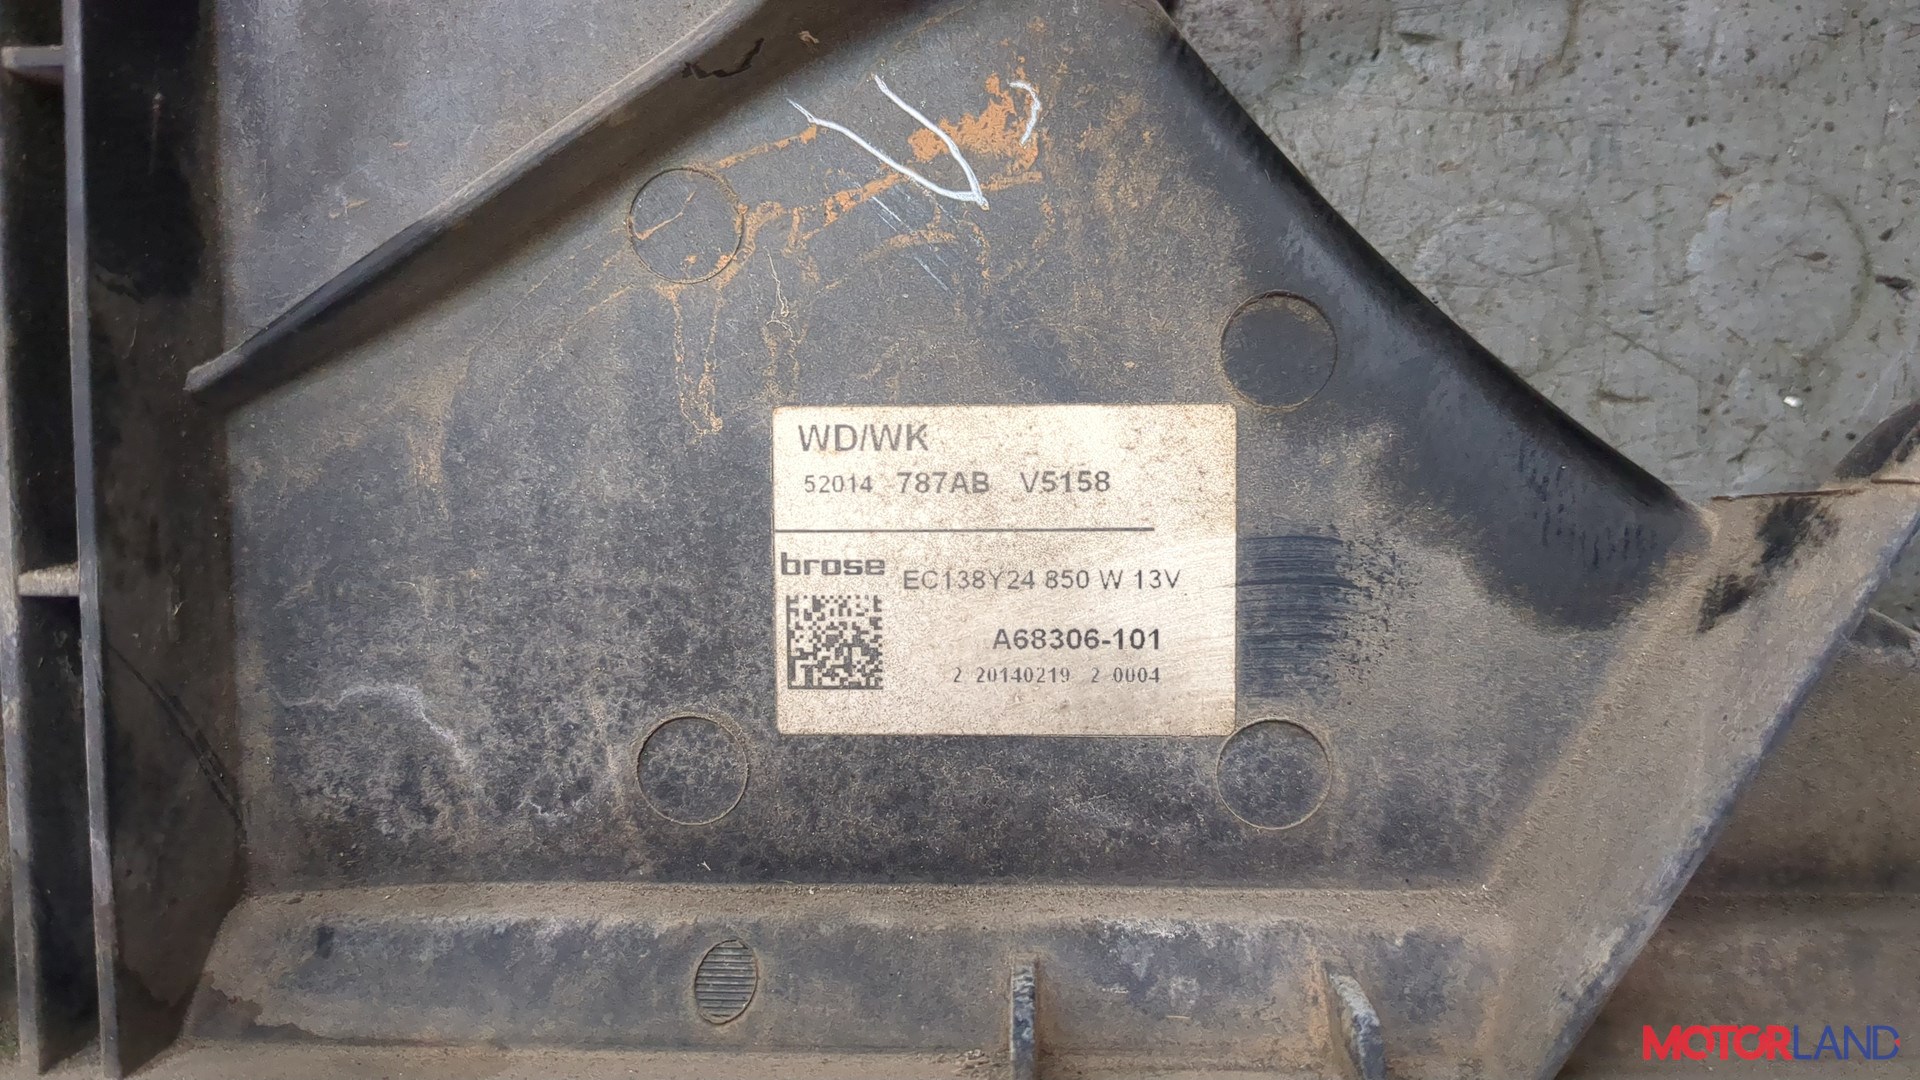 WD/WK
52014 787AB V5158
brose
EC138Y24 850 W 13V
A68306-101
2 20140219 2 0004
MOTORLAND